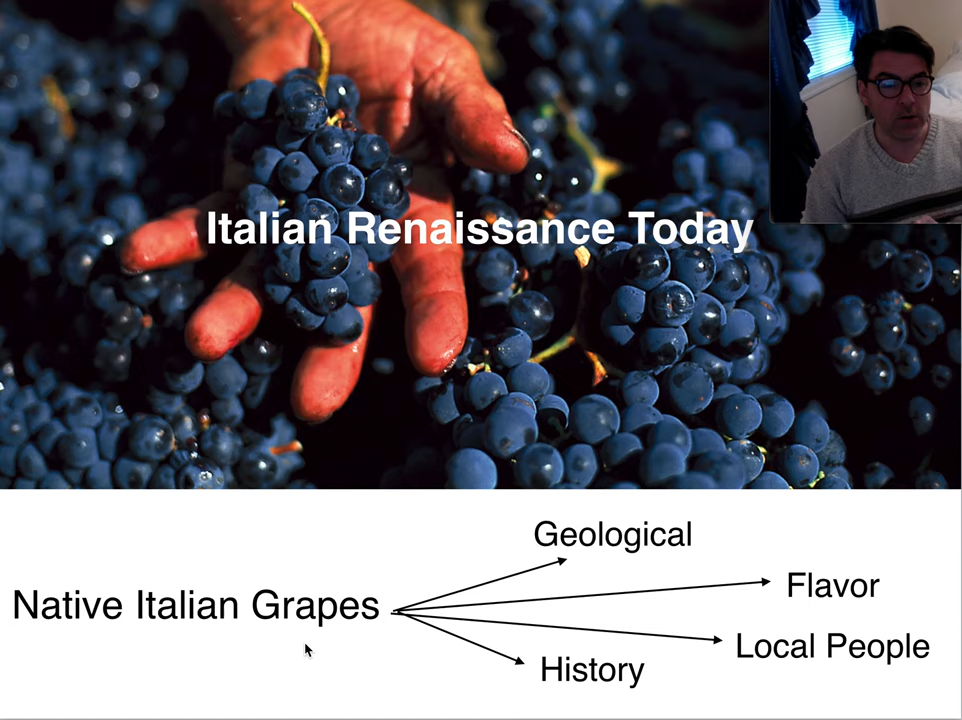 Italian Renaissance Today
Geological
Flavor
Native Italian Grapes
Local People
History